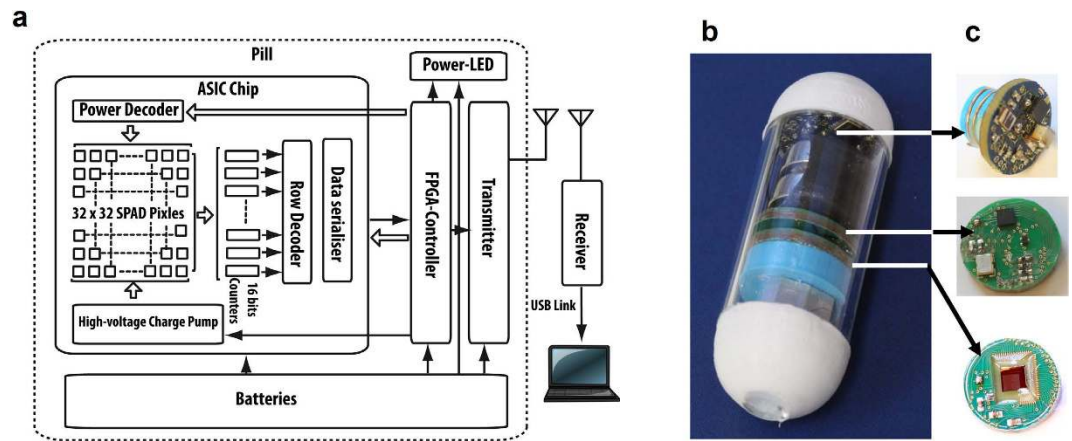 a
b
c
Pill
Power-LED
ASIC Chip
Power Decoder
32 x 32 SPAD Pixles
High-voltage Charge Pump
16 bits
Counters
Row Decoder
Data serialiser
FPGA-Controller
Transmitter
Receiver
USB Link
Batteries